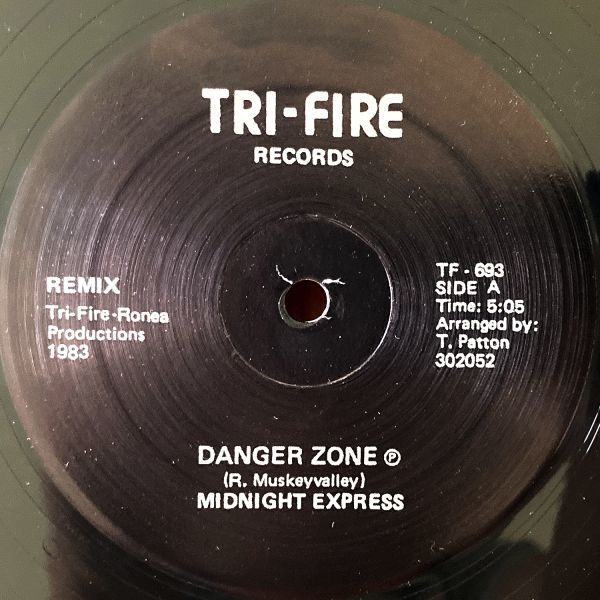 TRI-FIRE
RECORDS
REMIX
Tri-Fire-Ronea
Productions
1983
TF - 693
SIDE A
Time: 5:05
Arranged by:
T. Patton
302052
DANGER ZONE ℗
(R. Muskeyvalley)
MIDNIGHT EXPRESS